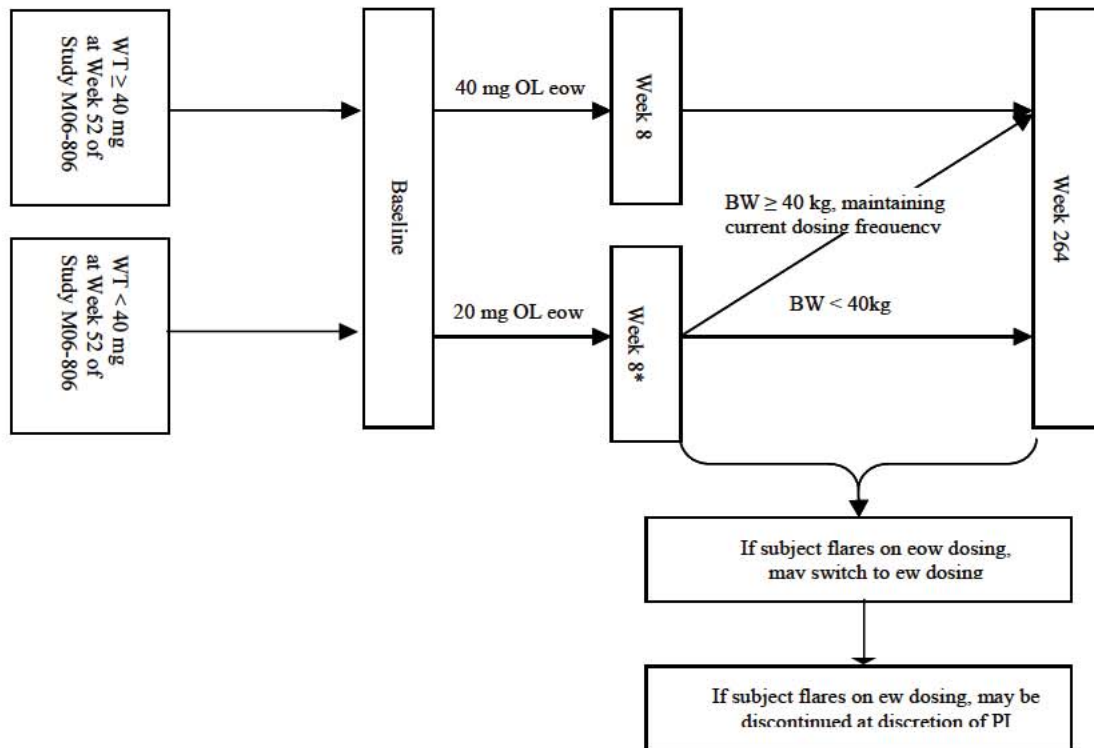 WT ≥ 40 mg
at Week 52 of
Study M06-806
WT < 40 mg
at Week 52 of
Study M06-806
Baseline
40 mg OL eow
20 mg OL eow
Week 8
Week 8*
BW ≥ 40 kg, maintaining
current dosing frequency
BW < 40kg
Week 264
If subject flares on eow dosing,
may switch to ew dosing
If subject flares on ew dosing, may be
discontinued at discretion of PI